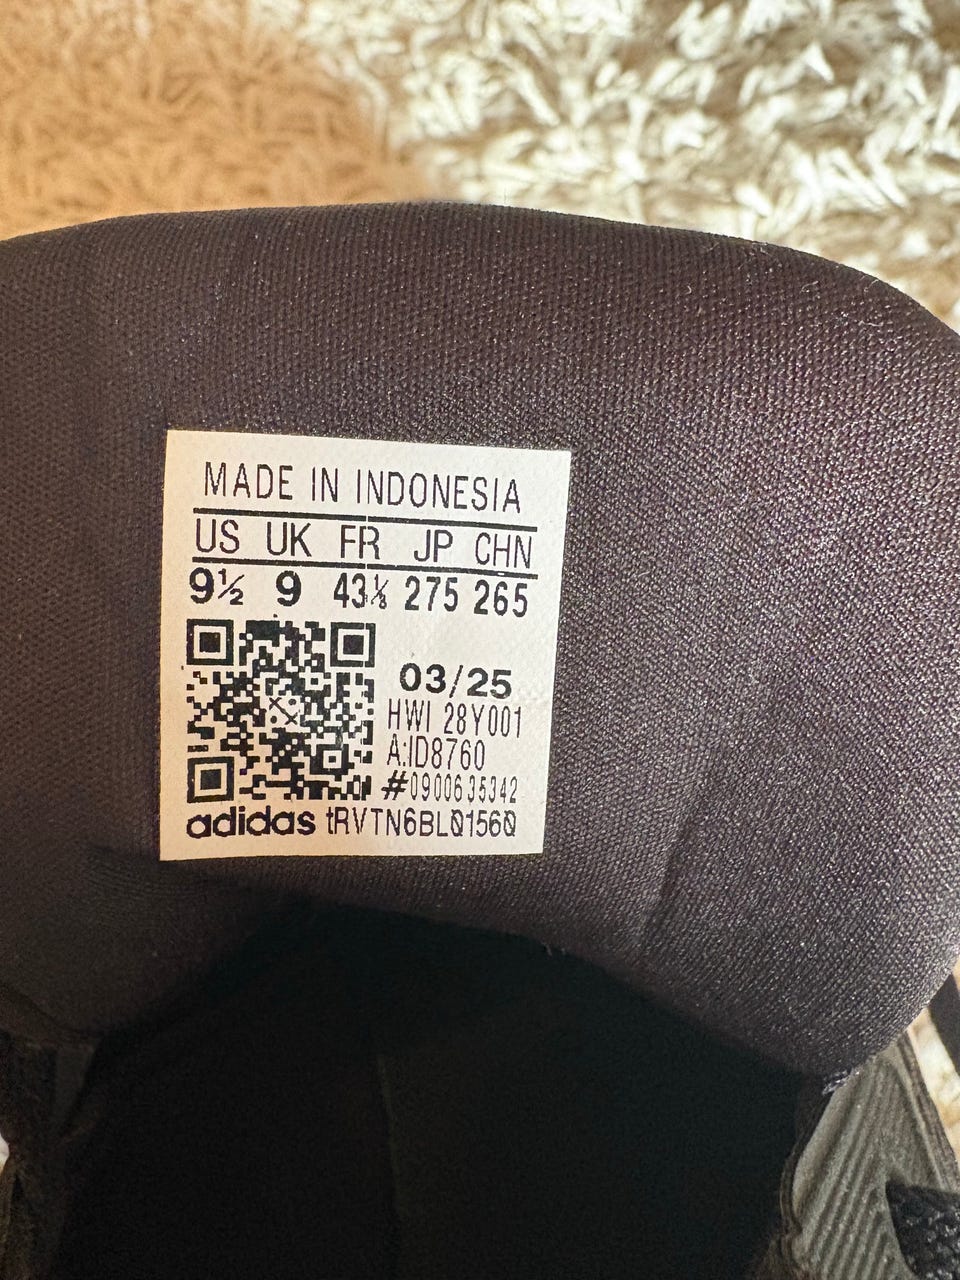 MADE IN INDONESIA
US UK FR JP CHN
9½ 9 43⅓ 275 265
03/25
HWI 28Y001
A:ID8760
#0900635342
adidas tRVTN6BL01560